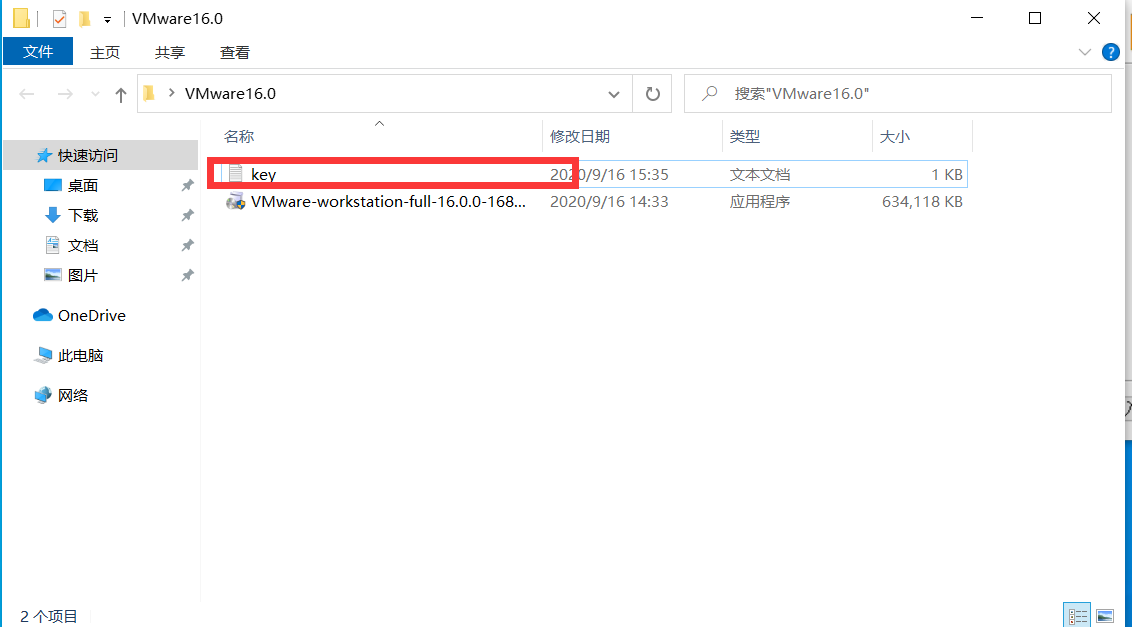 VMware16.0
文件 主页 共享 查看
VMware16.0 搜索"VMware16.0"
名称 修改日期 类型 大小
快速访问
桌面
下载
文档
图片
OneDrive
此电脑
网络
key 2020/9/16 15:35 文本文档 1 KB
VMware-workstation-full-16.0.0-168... 2020/9/16 14:33 应用程序 634,118 KB
2 个项目